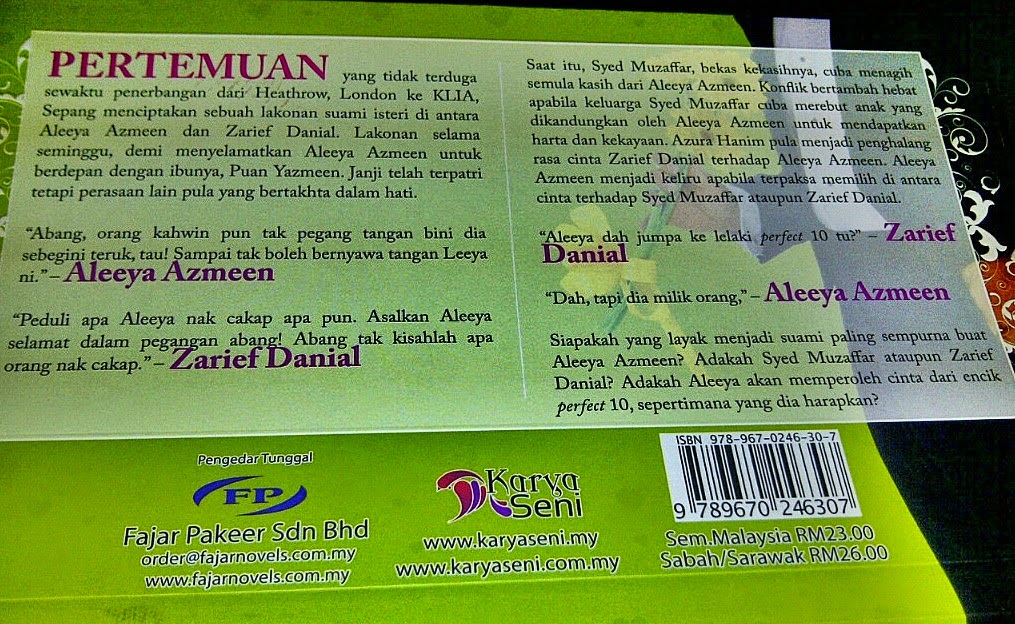 PERTEMUAN yang tidak terduga
sewaktu penerbangan dari Heathrow, London ke KLIA,
Sepang menciptakan sebuah lakonan suami isteri di antara
Aleeya Azmeen dan Zarief Danial. Lakonan selama
seminggu, demi menyelamatkan Aleeya Azmeen untuk
berdepan dengan ibunya, Puan Yazmeen. Janji telah terpatri
tetapi perasaan lain pula yang bertakhta dalam hati.
“Abang, orang kahwin pun tak pegang tangan bini dia
sebegini teruk, tau! Sampai tak boleh bernyawa tangan Leeya
ni.” – Aleeya Azmeen
“Peduli apa Aleeya nak cakap apa pun. Asalkan Aleeya
selamat dalam pegangan abang! Abang tak kisahlah apa
orang nak cakap.” – Zarief Danial
Saat itu, Syed Muzaffar, bekas kekasihnya, cuba menagih
semula kasih dari Aleeya Azmeen. Konflik bertambah hebat
apabila keluarga Syed Muzaffar cuba merebut anak yang
dikandungkan oleh Aleeya Azmeen untuk mendapatkan
harta dan kekayaan. Azura Hanim pula menjadi penghalang
rasa cinta Zarief Danial terhadap Aleeya Azmeen. Aleeya
Azmeen menjadi keliru apabila terpaksa memilih di antara
cinta terhadap Syed Muzaffar ataupun Zarief Danial.
“Aleeya dah jumpa ke lelaki perfect 10 tu?” – Zarief
Danial
“Dah, tapi dia milik orang,” – Aleeya Azmeen
Siapakah yang layak menjadi suami paling sempurna buat
Aleeya Azmeen? Adakah Syed Muzaffar ataupun Zarief
Danial? Adakah Aleeya akan memperoleh cinta dari encik
perfect 10, sepertimana yang dia harapkan?
Pengedar Tunggal
FP
Fajar Pakeer Sdn Bhd
order@fajarnovels.com.my
www.fajarnovels.com.my
Karya
Seni
www.karyaseni.my
www.karyaseni.com.my
ISBN 978-967-0246-30-7
9 789670 246307
Sem.Malaysia RM23.00
Sabah/Sarawak RM26.00